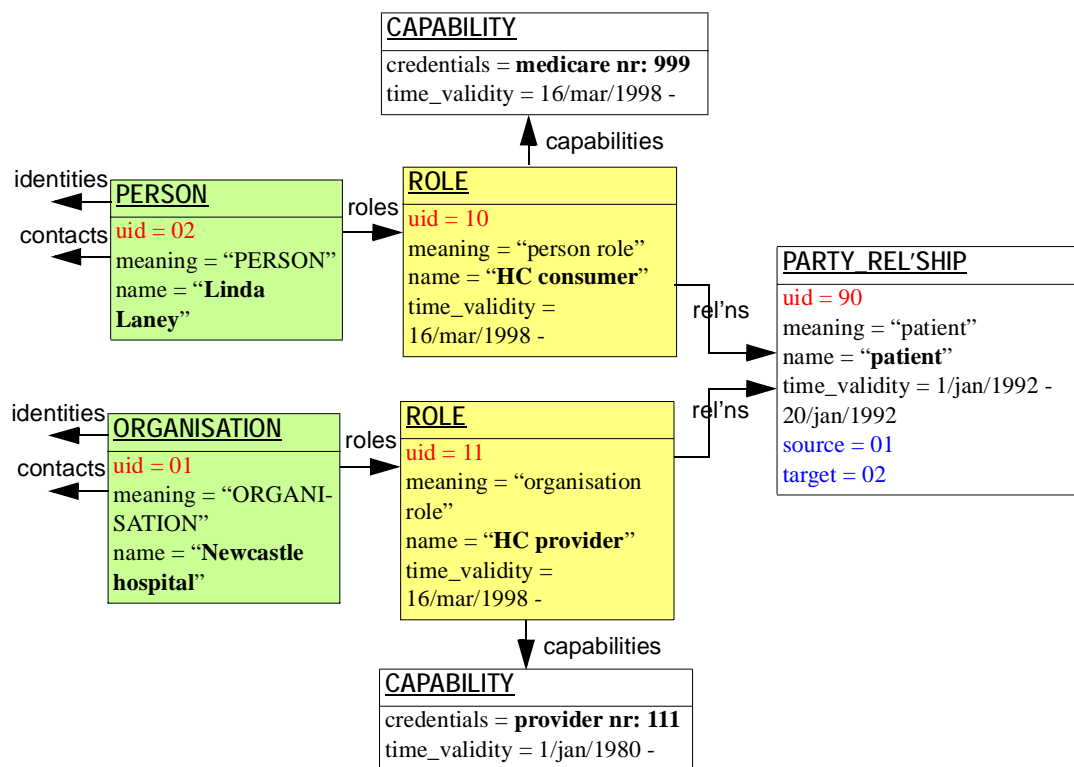 CAPABILITY
credentials = medicare nr: 999
time_validity = 16/mar/1998 -
capabilities
identities
contacts
PERSON
uid = 02
meaning = “PERSON”
name = “Linda
Laney”
roles
ROLE
uid = 10
meaning = “person role”
name = “HC consumer”
time_validity =
16/mar/1998 -
rel’ns
PARTY_REL’SHIP
uid = 90
meaning = “patient”
name = “patient”
time_validity = 1/jan/1992 -
20/jan/1992
source = 01
target = 02
identities
contacts
ORGANISATION
uid = 01
meaning = “ORGANI-
SATION”
name = “Newcastle
hospital”
roles
ROLE
uid = 11
meaning = “organisation
role”
name = “HC provider”
time_validity =
16/mar/1998 -
rel’ns
capabilities
CAPABILITY
credentials = provider nr: 111
time_validity = 1/jan/1980 -